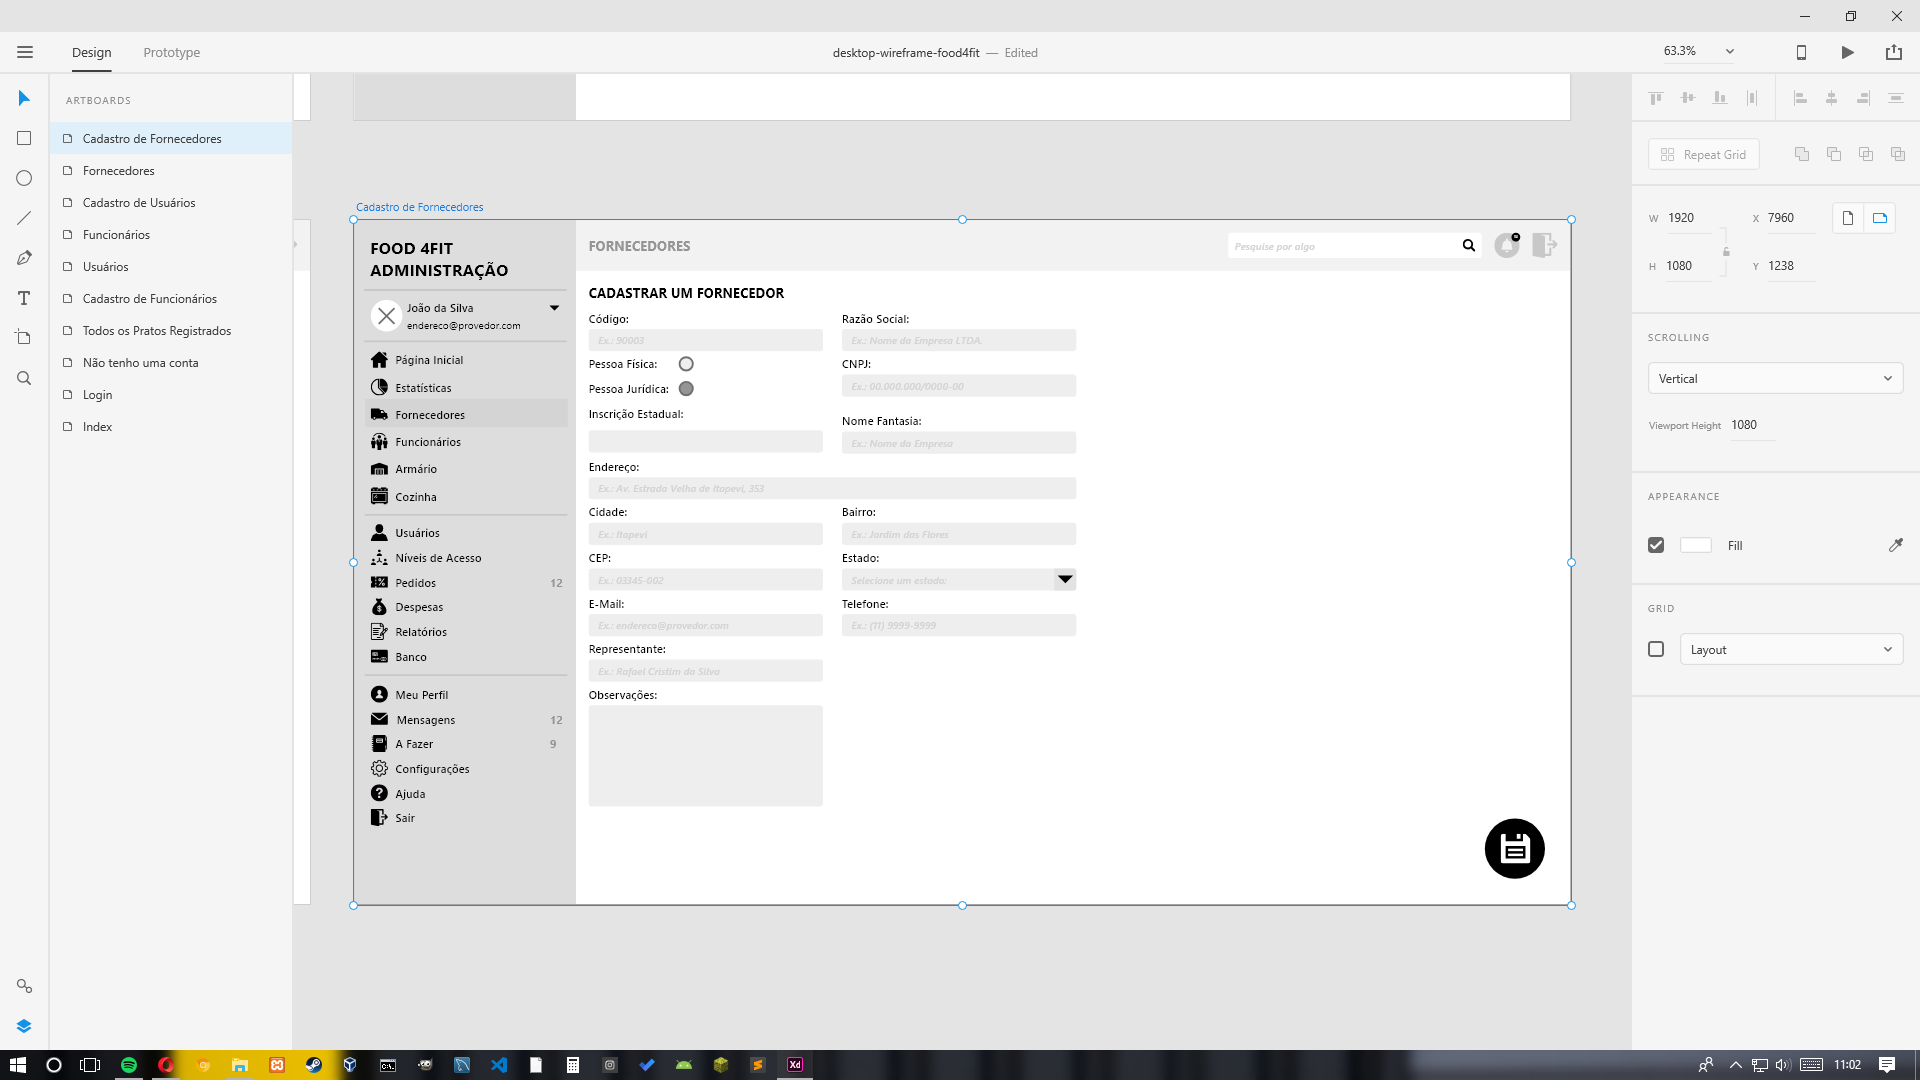 Design
Prototype
desktop-wireframe-food4fit — Edited
63.3%
ARTBOARDS
Cadastro de Fornecedores
Fornecedores
Cadastro de Usuários
Funcionários
Usuários
Cadastro de Funcionários
Todos os Pratos Registrados
Não tenho uma conta
Login
Index
Cadastro de Fornecedores
FOOD 4FIT
ADMINISTRAÇÃO
João da Silva
endereco@provedor.com
Página Inicial
Estatísticas
Fornecedores
Funcionários
Armário
Cozinha
Usuários
Níveis de Acesso
Pedidos 12
Despesas
Relatórios
Banco
Meu Perfil
Mensagens 12
A Fazer 9
Configurações
Ajuda
Sair
FORNECEDORES
Pesquise por algo
CADASTRAR UM FORNECEDOR
Código:
Ex.: 90003
Razão Social:
Ex.: Nome da Empresa LTDA.
Pessoa Física:
Pessoa Jurídica:
CNPJ:
Ex.: 00.000.000/0000-00
Inscrição Estadual:
Nome Fantasia:
Ex.: Nome da Empresa
Endereço:
Ex.: Av. Estrada Velha de Itapevi, 353
Cidade:
Ex.: Itapevi
Bairro:
Ex.: Jardim das Flores
CEP:
Ex.: 03345-002
Estado:
Selecione um estado:
E-Mail:
Ex.: endereco@provedor.com
Telefone:
Ex.: (11) 9999-9999
Representante:
Ex.: Rafael Cristim da Silva
Observações:
Repeat Grid
W 1920
X 7960
H 1080
Y 1238
SCROLLING
Vertical
Viewport Height 1080
APPEARANCE
Fill
GRID
Layout
Xd
11:02